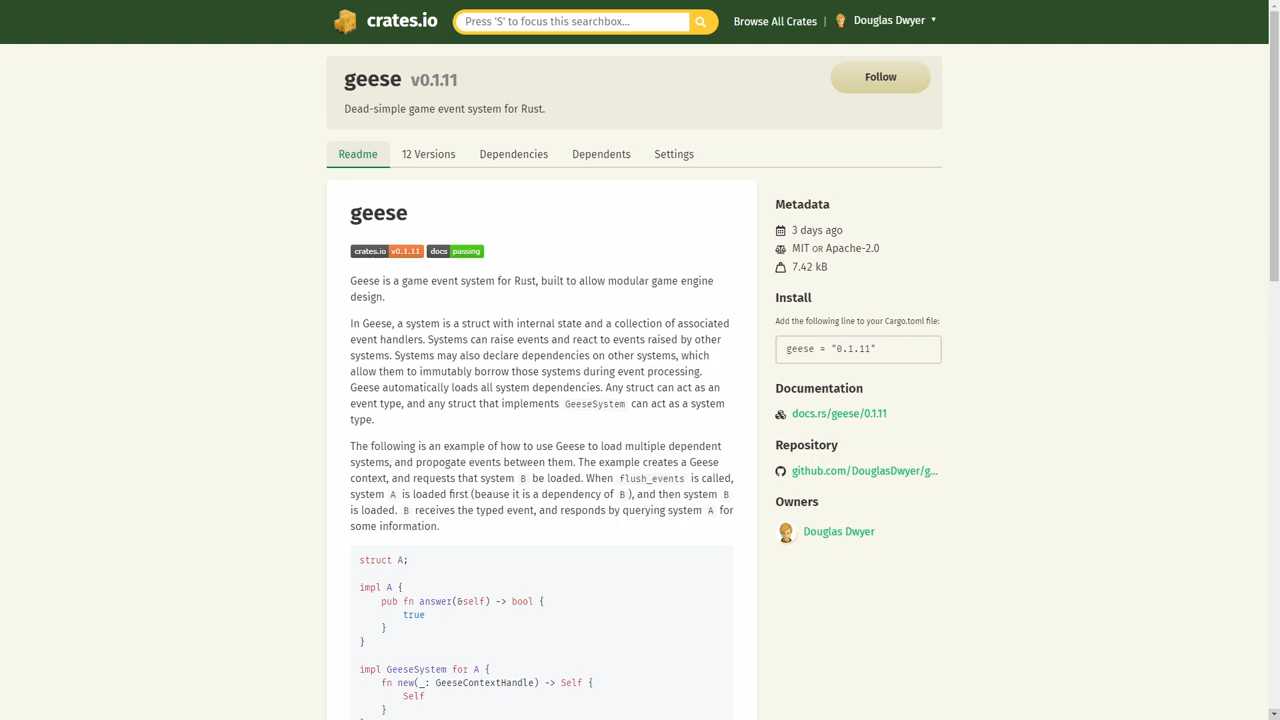 crates.io
Press 'S' to focus this searchbox...
Browse All Crates | Douglas Dwyer
geese v0.1.11
Follow
Dead-simple game event system for Rust.
Readme 12 Versions Dependencies Dependents Settings
geese
crates.io v0.1.11 docs passing
Geese is a game event system for Rust, built to allow modular game engine
design.
In Geese, a system is a struct with internal state and a collection of associated
event handlers. Systems can raise events and react to events raised by other
systems. Systems may also declare dependencies on other systems, which
allow them to immutably borrow those systems during event processing.
Geese automatically loads all system dependencies. Any struct can act as an
event type, and any struct that implements GeeseSystem can act as a system
type.
The following is an example of how to use Geese to load multiple dependent
systems, and propogate events between them. The example creates a Geese
context, and requests that system B be loaded. When flush_events is called,
system A is loaded first (beause it is a dependency of B), and then system B
is loaded. B receives the typed event, and responds by querying system A for
some information.
struct A;
impl A {
pub fn answer(&self) -> bool {
true
}
}
impl GeeseSystem for A {
fn new(_: GeeseContextHandle) -> Self {
Self
}
Metadata
3 days ago
MIT OR Apache-2.0
7.42 kB
Install
Add the following line to your Cargo.toml file:
geese = "0.1.11"
Documentation
docs.rs/geese/0.1.11
Repository
github.com/DouglasDwyer/g...
Owners
Douglas Dwyer